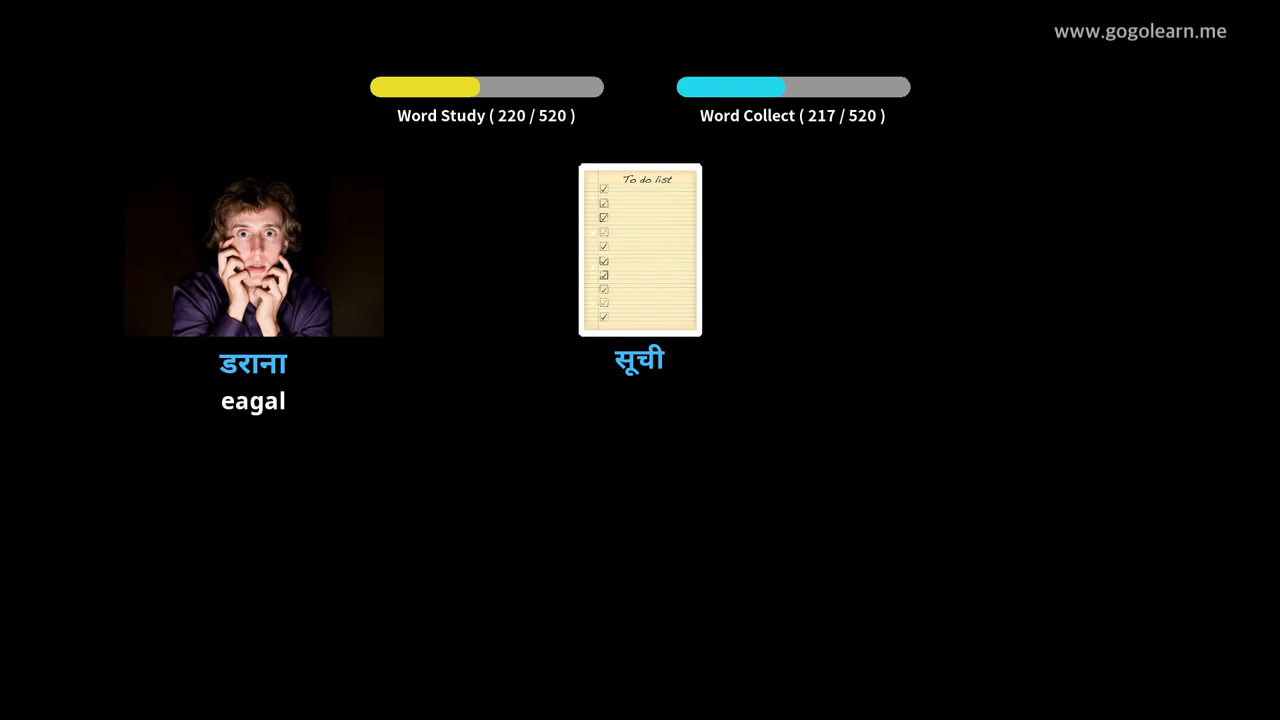 www.gogolearn.me
Word Study ( 220 / 520 )
Word Collect ( 217 / 520 )
To do list
डराना
सूची
eagal